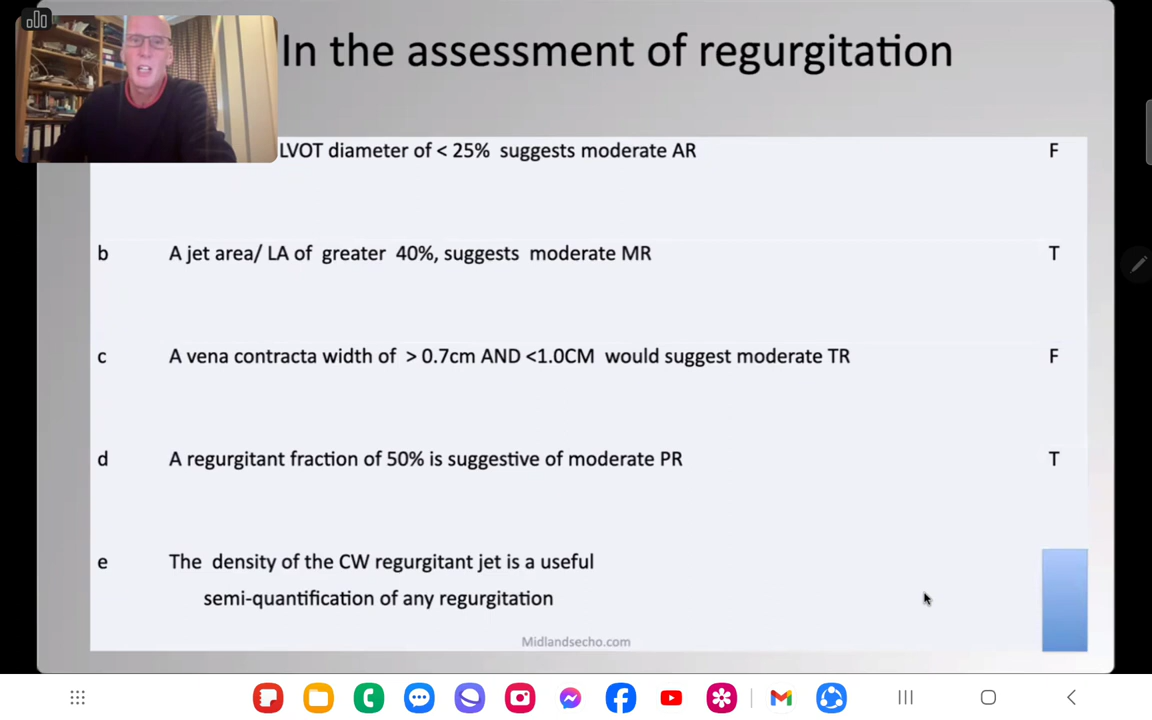 In the assessment of regurgitation
LVOT diameter of < 25% suggests moderate AR F
b A jet area/ LA of greater 40%, suggests moderate MR T
c A vena contracta width of > 0.7cm AND <1.0CM would suggest moderate TR F
d A regurgitant fraction of 50% is suggestive of moderate PR T
e The density of the CW regurgitant jet is a useful
semi-quantification of any regurgitation
Midlandsecho.com